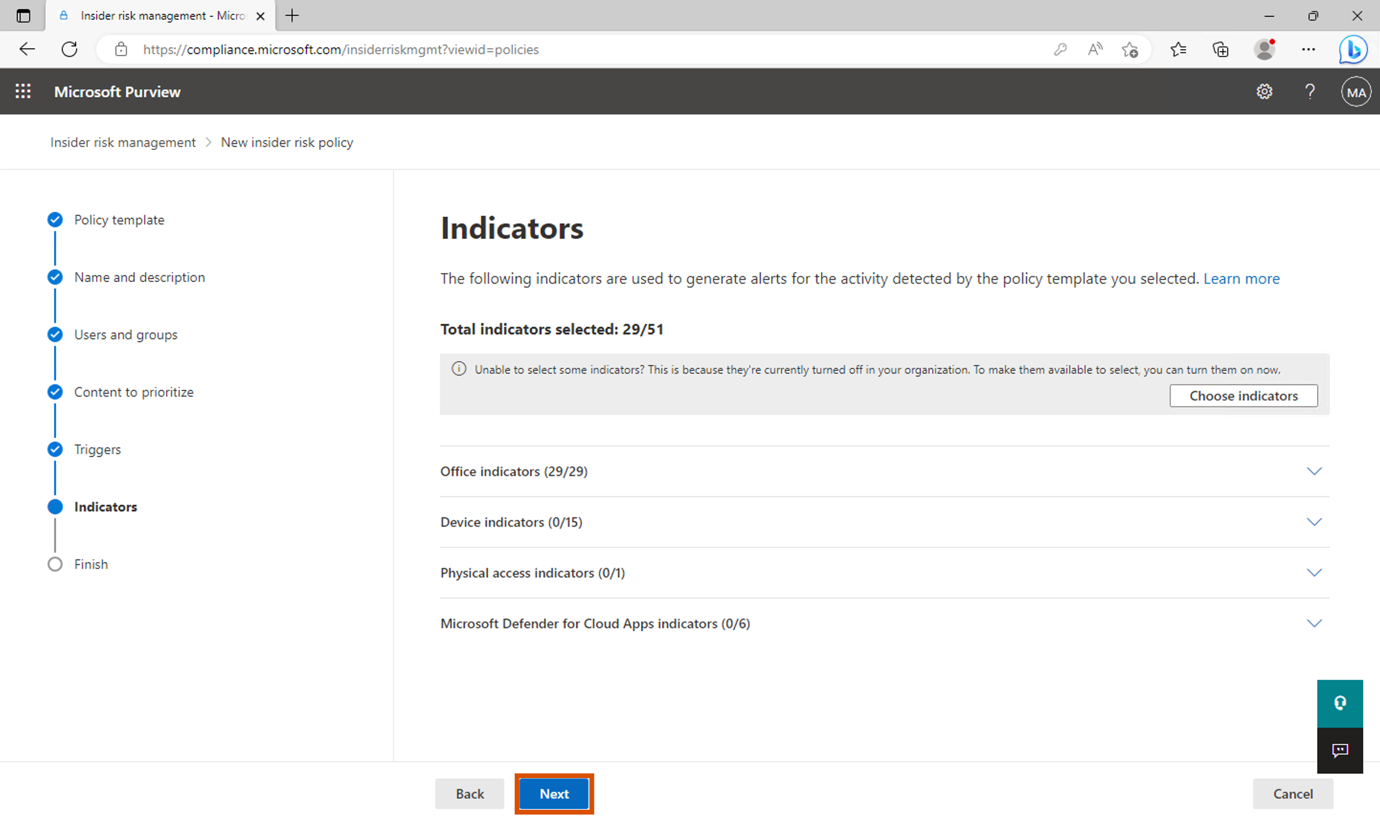 Insider risk management - Micro
https://compliance.microsoft.com/insiderriskmgmt?viewid=policies
Microsoft Purview
MA
Insider risk management > New insider risk policy
Policy template
Name and description
Users and groups
Content to prioritize
Triggers
Indicators
Finish
Indicators
The following indicators are used to generate alerts for the activity detected by the policy template you selected. Learn more
Total indicators selected: 29/51
Unable to select some indicators? This is because they're currently turned off in your organization. To make them available to select, you can turn them on now.
Choose indicators
Office indicators (29/29)
Device indicators (0/15)
Physical access indicators (0/1)
Microsoft Defender for Cloud Apps indicators (0/6)
Back
Next
Cancel